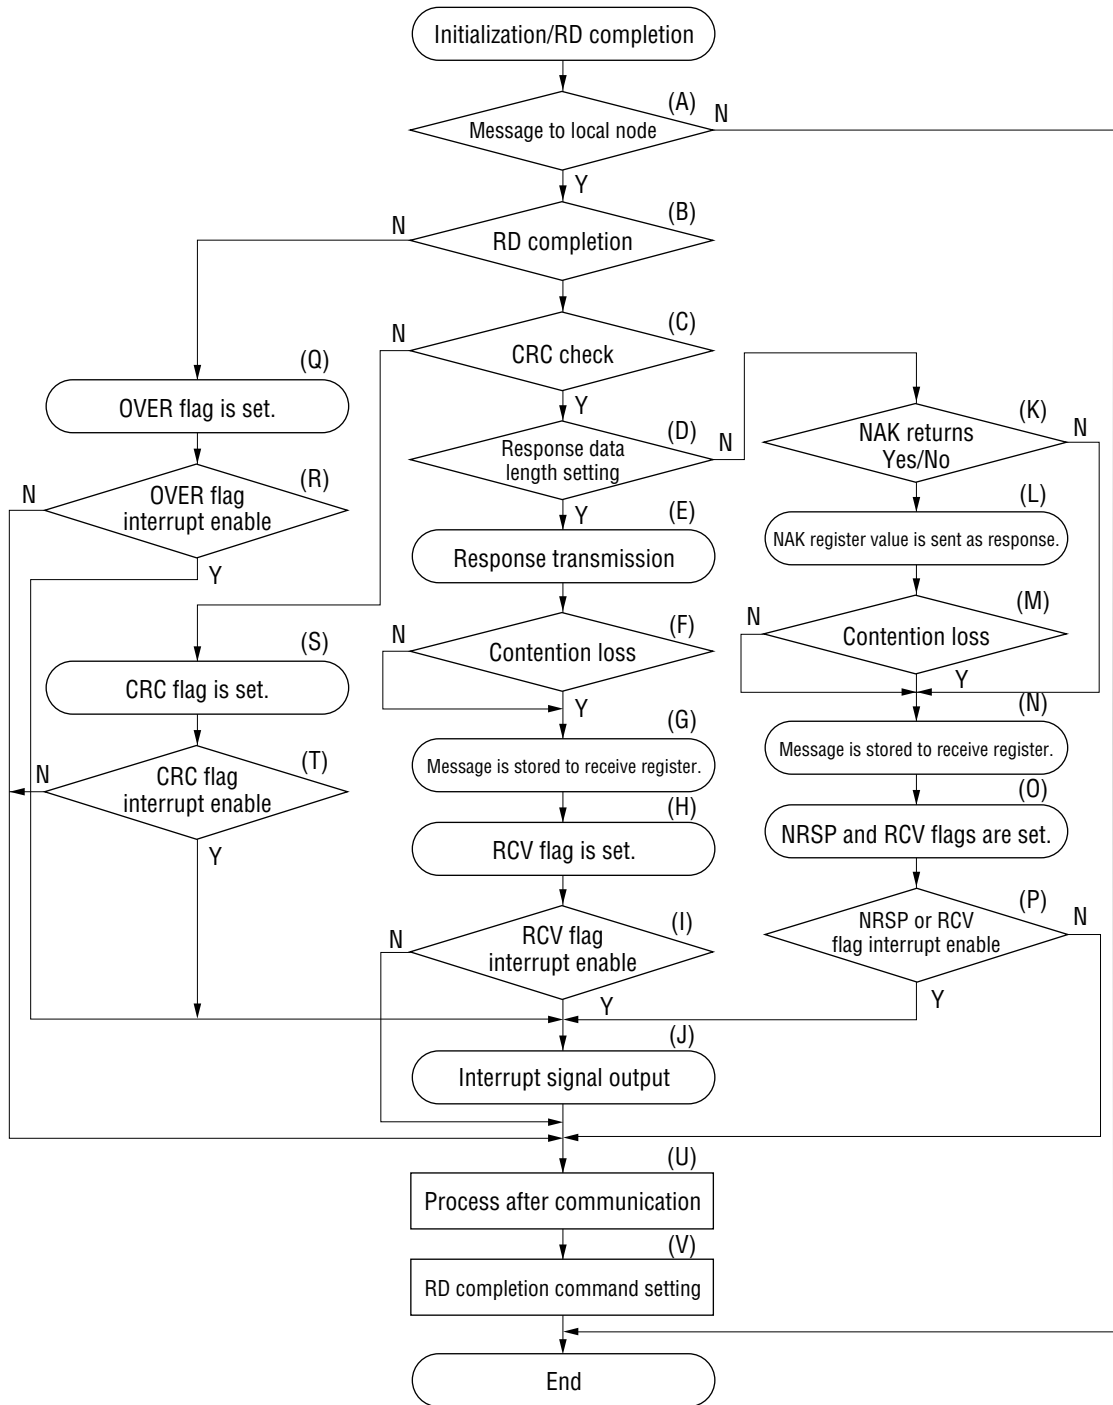 Initialization/RD completion
(A)
Message to local node
N
Y
(B)
N
RD completion
(C)
N
CRC check
Y
(Q)
OVER flag is set.
(D)
Response data
length setting
N
(K)
NAK returns
Yes/No
N
(R)
N
OVER flag
interrupt enable
Y
Y
(E)
Response transmission
(L)
NAK register value is sent as response.
(F)
N
Contention loss
Y
(M)
N
Contention loss
Y
(S)
CRC flag is set.
(G)
Message is stored to receive register.
(N)
Message is stored to receive register.
(T)
N
CRC flag
interrupt enable
Y
(H)
RCV flag is set.
(O)
NRSP and RCV flags are set.
(I)
N
RCV flag
interrupt enable
Y
(P)
NRSP or RCV
flag interrupt enable
N
Y
(J)
Interrupt signal output
(U)
Process after communication
(V)
RD completion command setting
End